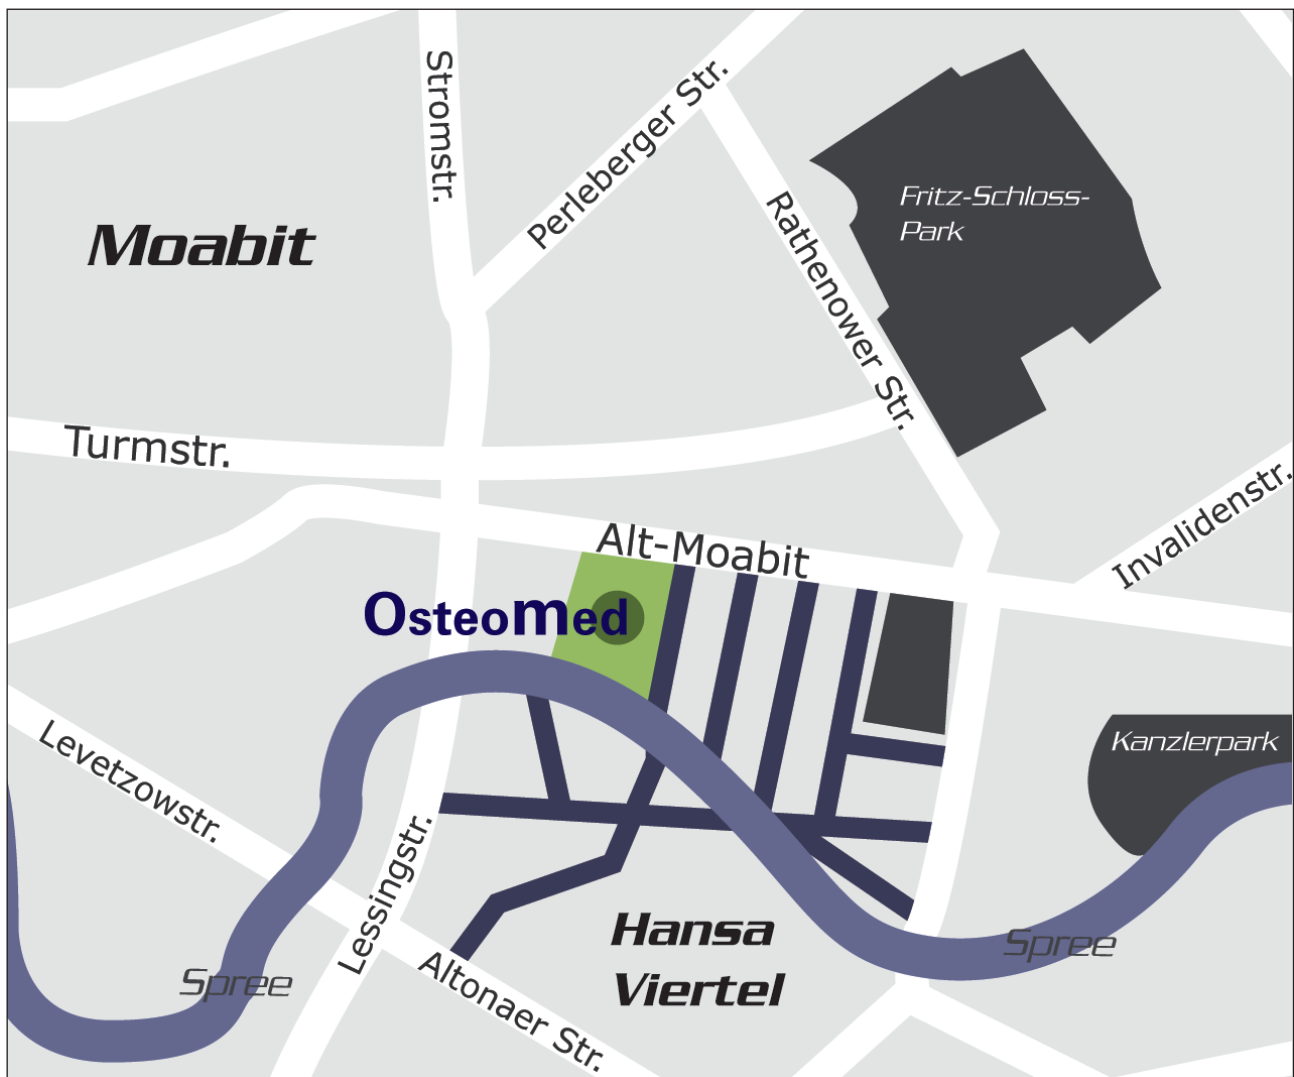 Stromstr.
Perleberger Str.
Rathenower Str.
Fritz-Schloss-
Park
Moabit
Turmstr.
Invalidenstr.
Alt-Moabit
Osteomed
Levetzowstr.
Kanzlerpark
Lessingstr.
Hansa
Viertel
Spree
Spree
Altonaer Str.